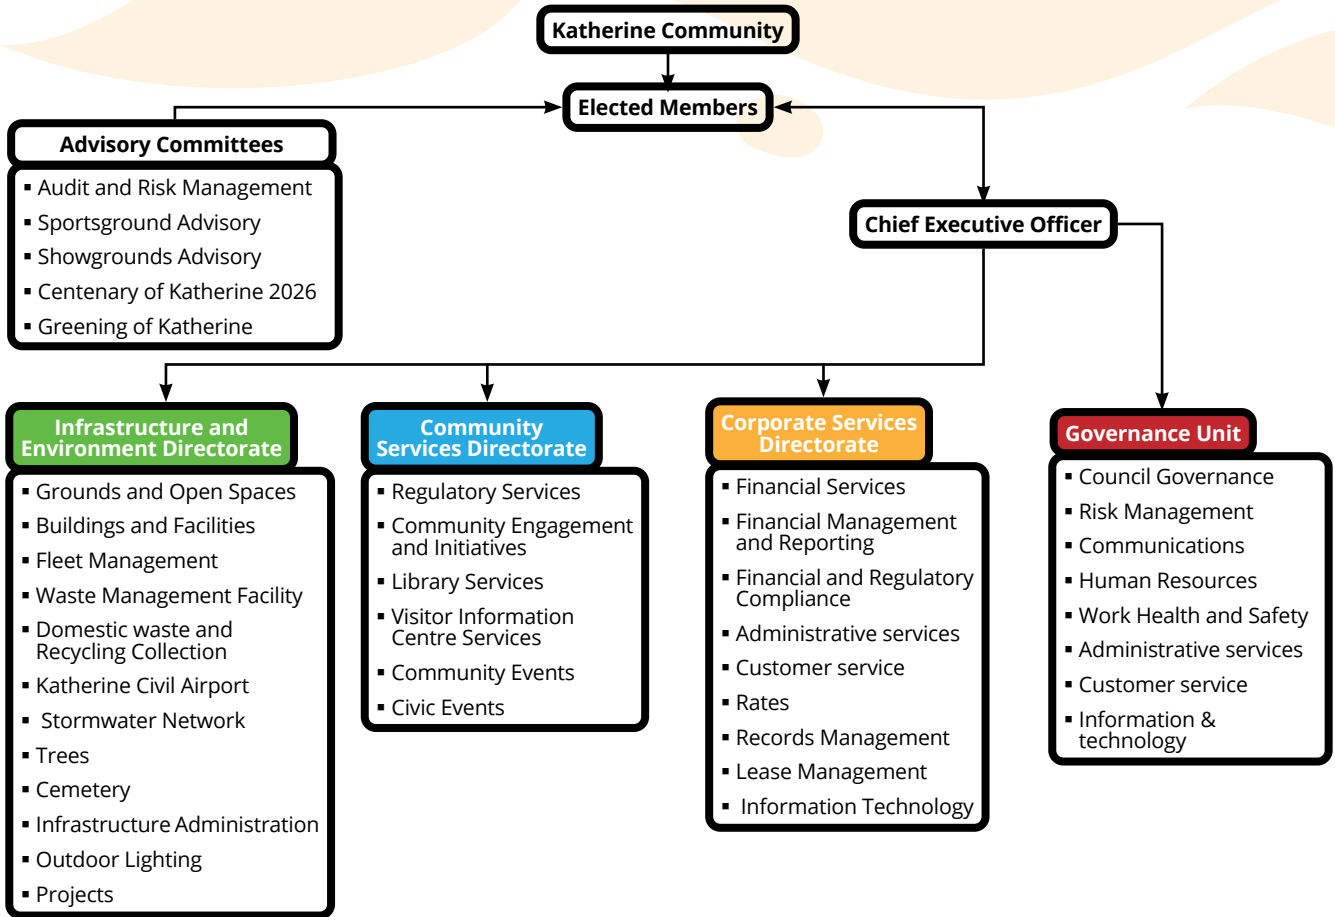 Katherine Community
Elected Members
Advisory Committees
▪ Audit and Risk Management
▪ Sportsground Advisory
▪ Showgrounds Advisory
▪ Centenary of Katherine 2026
▪ Greening of Katherine
Chief Executive Officer
Infrastructure and
Environment Directorate
▪ Grounds and Open Spaces
▪ Buildings and Facilities
▪ Fleet Management
▪ Waste Management Facility
▪ Domestic waste and
Recycling Collection
▪ Katherine Civil Airport
▪ Stormwater Network
▪ Trees
▪ Cemetery
▪ Infrastructure Administration
▪ Outdoor Lighting
▪ Projects
Community
Services Directorate
▪ Regulatory Services
▪ Community Engagement
and Initiatives
▪ Library Services
▪ Visitor Information
Centre Services
▪ Community Events
▪ Civic Events
Corporate Services
Directorate
▪ Financial Services
▪ Financial Management
and Reporting
▪ Financial and Regulatory
Compliance
▪ Administrative services
▪ Customer service
▪ Rates
▪ Records Management
▪ Lease Management
▪ Information Technology
Governance Unit
▪ Council Governance
▪ Risk Management
▪ Communications
▪ Human Resources
▪ Work Health and Safety
▪ Administrative services
▪ Customer service
▪ Information &
technology